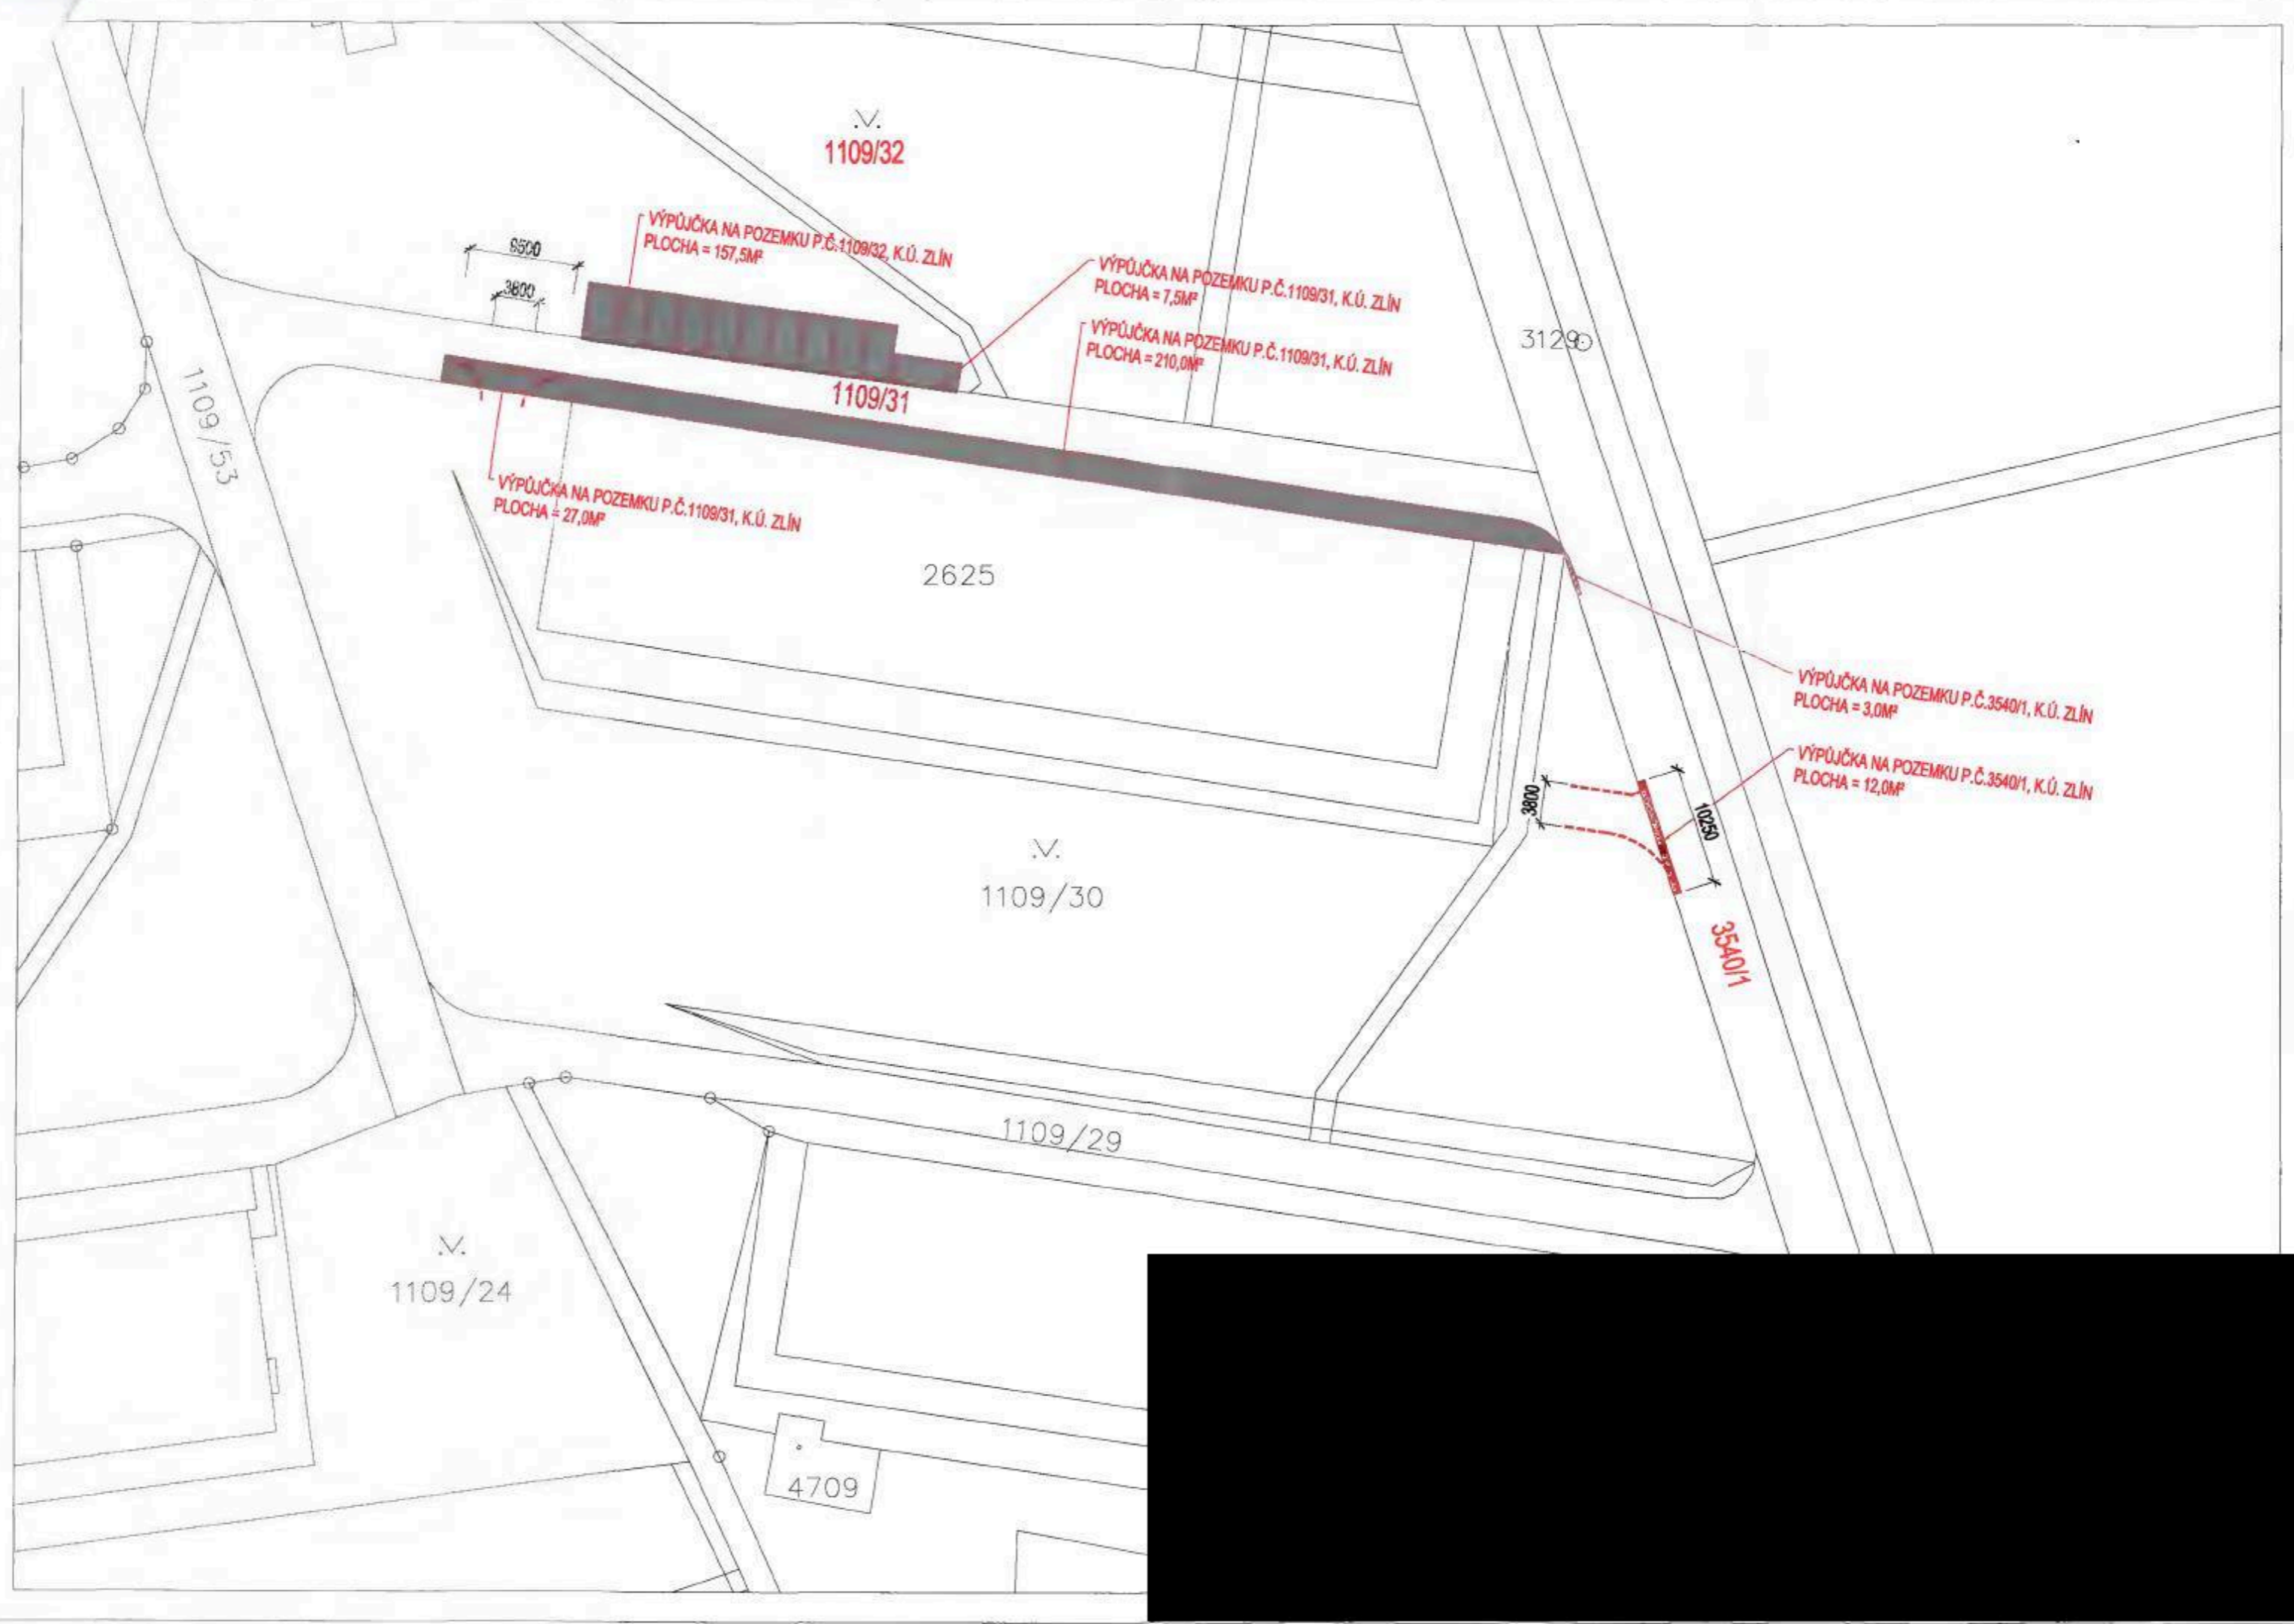 .V.
1109/32
VÝPŮJČKA NA POZEMKU P.Č.1109/32, K.Ú. ZLÍN
PLOCHA = 157,5M²
9500
3800
VÝPŮJČKA NA POZEMKU P.Č.1109/31, K.Ú. ZLÍN
PLOCHA = 7,5M²
VÝPŮJČKA NA POZEMKU P.Č.1109/31, K.Ú. ZLÍN
PLOCHA = 210,0M²
3129
1109/31
1109/53
VÝPŮJČKA NA POZEMKU P.Č.1109/31, K.Ú. ZLÍN
PLOCHA = 27,0M²
2625
VÝPŮJČKA NA POZEMKU P.Č.3540/1, K.Ú. ZLÍN
PLOCHA = 3,0M²
VÝPŮJČKA NA POZEMKU P.Č.3540/1, K.Ú. ZLÍN
PLOCHA = 12,0M²
3800
10250
.V.
1109/30
3540/1
1109/29
.V.
1109/24
4709